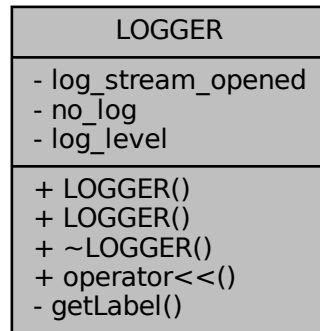 LOGGER
- log_stream_opened
- no_log
- log_level
+ LOGGER()
+ LOGGER()
+ ~LOGGER()
+ operator<<()
- getLabel()